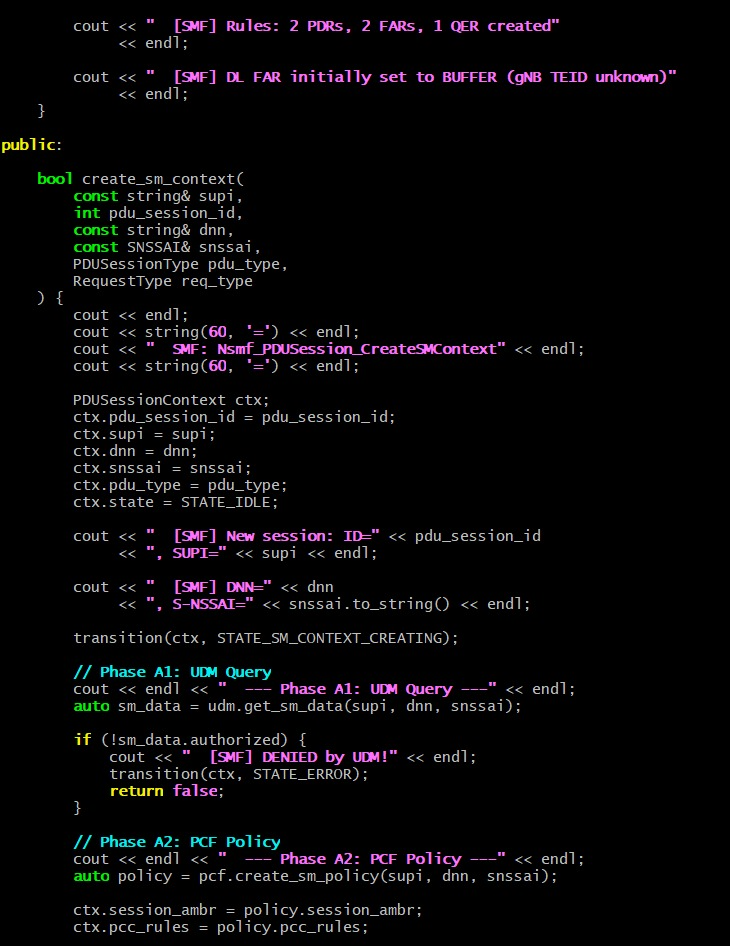 cout << "  [SMF] Rules: 2 PDRs, 2 FARs, 1 QER created"
             << endl;
        cout << "  [SMF] DL FAR initially set to BUFFER (gNB TEID unknown)"
             << endl;
    }
public:
    bool create_sm_context(
        const string& supi,
        int pdu_session_id,
        const string& dnn,
        const SNSSAI& snssai,
        PDUSessionType pdu_type,
        RequestType req_type
    ) {
        cout << endl;
        cout << string(60, '=') << endl;
        cout << "  SMF: Nsmf_PDUSession_CreateSMContext" << endl;
        cout << string(60, '=') << endl;
        PDUSessionContext ctx;
        ctx.pdu_session_id = pdu_session_id;
        ctx.supi = supi;
        ctx.dnn = dnn;
        ctx.snssai = snssai;
        ctx.pdu_type = pdu_type;
        ctx.state = STATE_IDLE;
        cout << "  [SMF] New session: ID=" << pdu_session_id
             << ", SUPI=" << supi << endl;
        cout << "  [SMF] DNN=" << dnn
             << ", S-NSSAI=" << snssai.to_string() << endl;
        transition(ctx, STATE_SM_CONTEXT_CREATING);
        // Phase A1: UDM Query
        cout << endl << "  --- Phase A1: UDM Query ---" << endl;
        auto sm_data = udm.get_sm_data(supi, dnn, snssai);
        if (!sm_data.authorized) {
            cout << "  [SMF] DENIED by UDM!" << endl;
            transition(ctx, STATE_ERROR);
            return false;
        }
        // Phase A2: PCF Policy
        cout << endl << "  --- Phase A2: PCF Policy ---" << endl;
        auto policy = pcf.create_sm_policy(supi, dnn, snssai);
        ctx.session_ambr = policy.session_ambr;
        ctx.pcc_rules = policy.pcc_rules;